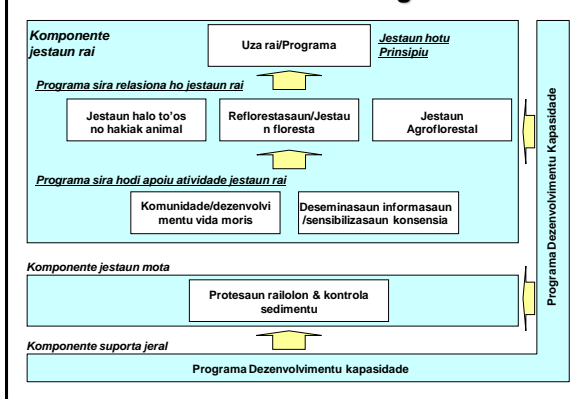 Komponente
jestaun rai
Uza rai/Programa
Jestaun hotu
Prinsipiu
Programa sira relasiona ho jestaun rai
Jestaun halo to'os
no hakiak animal
Reflorestasaun/Jestau
n floresta
Jestaun
Agroflorestal
Programa sira hodi apoiu atividade jestaun rai
Komunidade/dezenvolvi
mentu vida moris
Deseminasaun informasaun
/sensibilizasaun konsensia
Komponente jestaun mota
Protesaun railolon & kontrola
sedimentu
Komponente suporta jeral
Programa Dezenvolvimentu kapasidade
Programa Dezenvolvimentu Kapasidade